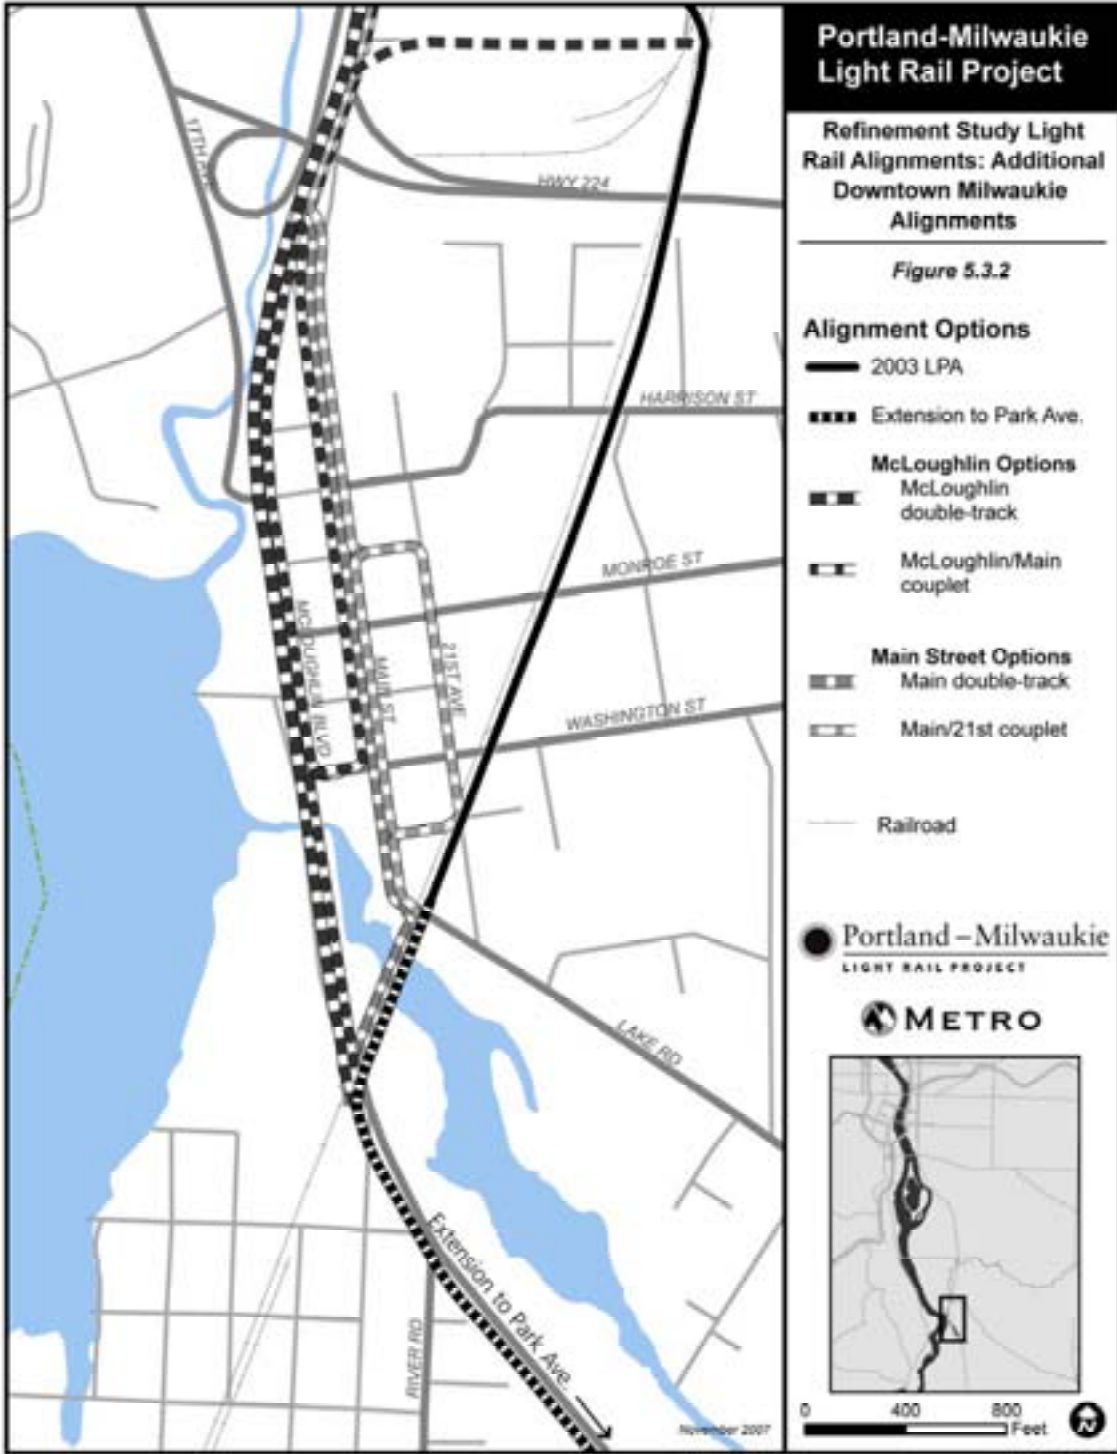 Portland-Milwaukie
Light Rail Project
Refinement Study Light
Rail Alignments: Additional
Downtown Milwaukie
Alignments
Figure 5.3.2
Alignment Options
2003 LPA
Extension to Park Ave.
McLoughlin Options
McLoughlin
double-track
McLoughlin/Main
couplet
Main Street Options
Main double-track
Main/21st couplet
Railroad
Portland–Milwaukie
LIGHT RAIL PROJECT
METRO
0 400 800
Feet
N
17TH AVE
HWY 224
HARRISON ST
MONROE ST
MCLOUGHLIN BLVD
MAIN ST
21ST AVE
WASHINGTON ST
LAKE RD
Extension to Park Ave.
RIVER RD
November 2007